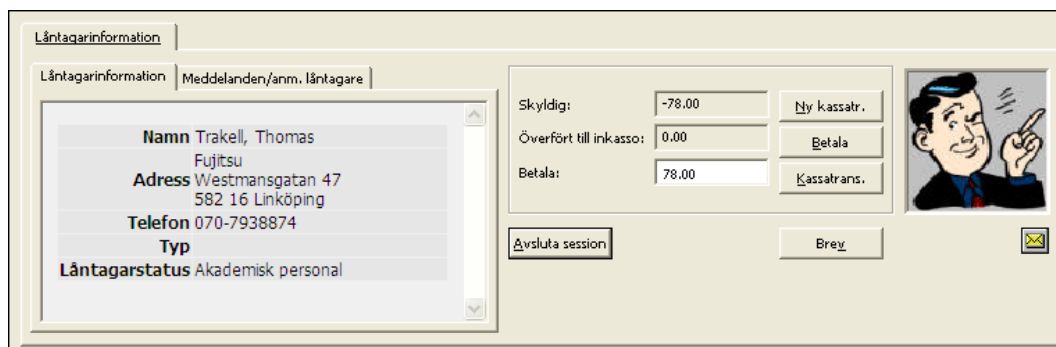 Låntagarinformation
Låntagarinformation Meddelanden/anm. låntagare
Namn Trakell, Thomas
Fujitsu
Adress Westmansgatan 47
582 16 Linköping
Telefon 070-7938874
Typ
Låntagarstatus Akademisk personal
Skyldig: -78.00 Ny kassatr.
Överfört till inkasso: 0.00 Betala
Betala: 78.00 Kassatrans.
Avsluta session Brev